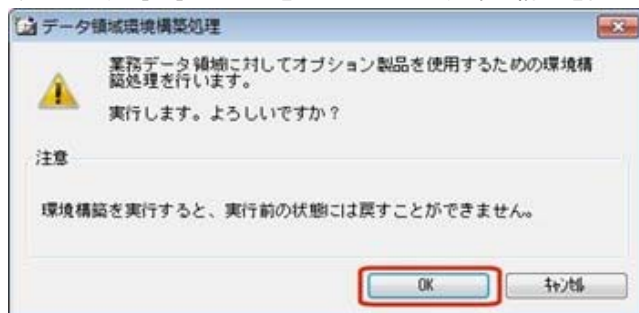 データ領域環境構築処理
業務データ領域に対してオプション製品を使用するための環境構
築処理を行います。
実行します。よろしいですか？
注意
環境構築を実行すると、実行前の状態には戻すことができません。
OK
ｷｬﾝｾﾙ